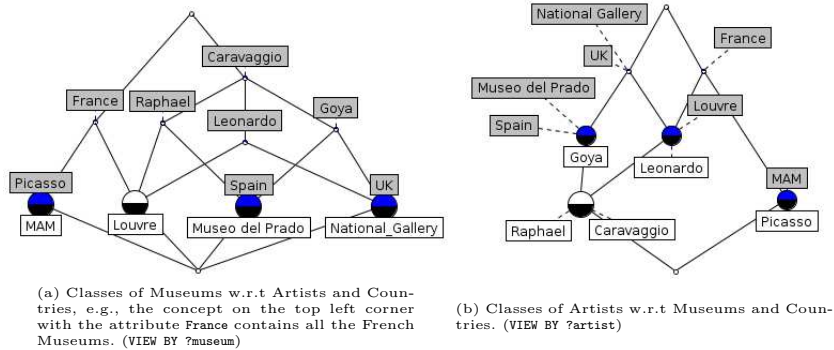 Caravaggio
France
Raphael
Leonardo
Goya
Picasso
Spain
UK
MAM
Louvre
Museo del Prado
National_Gallery
(a) Classes of Museums w.r.t Artists and Coun-
tries, e.g., the concept on the top left corner
with the attribute France contains all the French
Museums. (VIEW BY ?museum)
National Gallery
UK
France
Museo del Prado
Louvre
Spain
Goya
Leonardo
MAM
Raphael
Caravaggio
Picasso
(b) Classes of Artists w.r.t Museums and Coun-
tries. (VIEW BY ?artist)